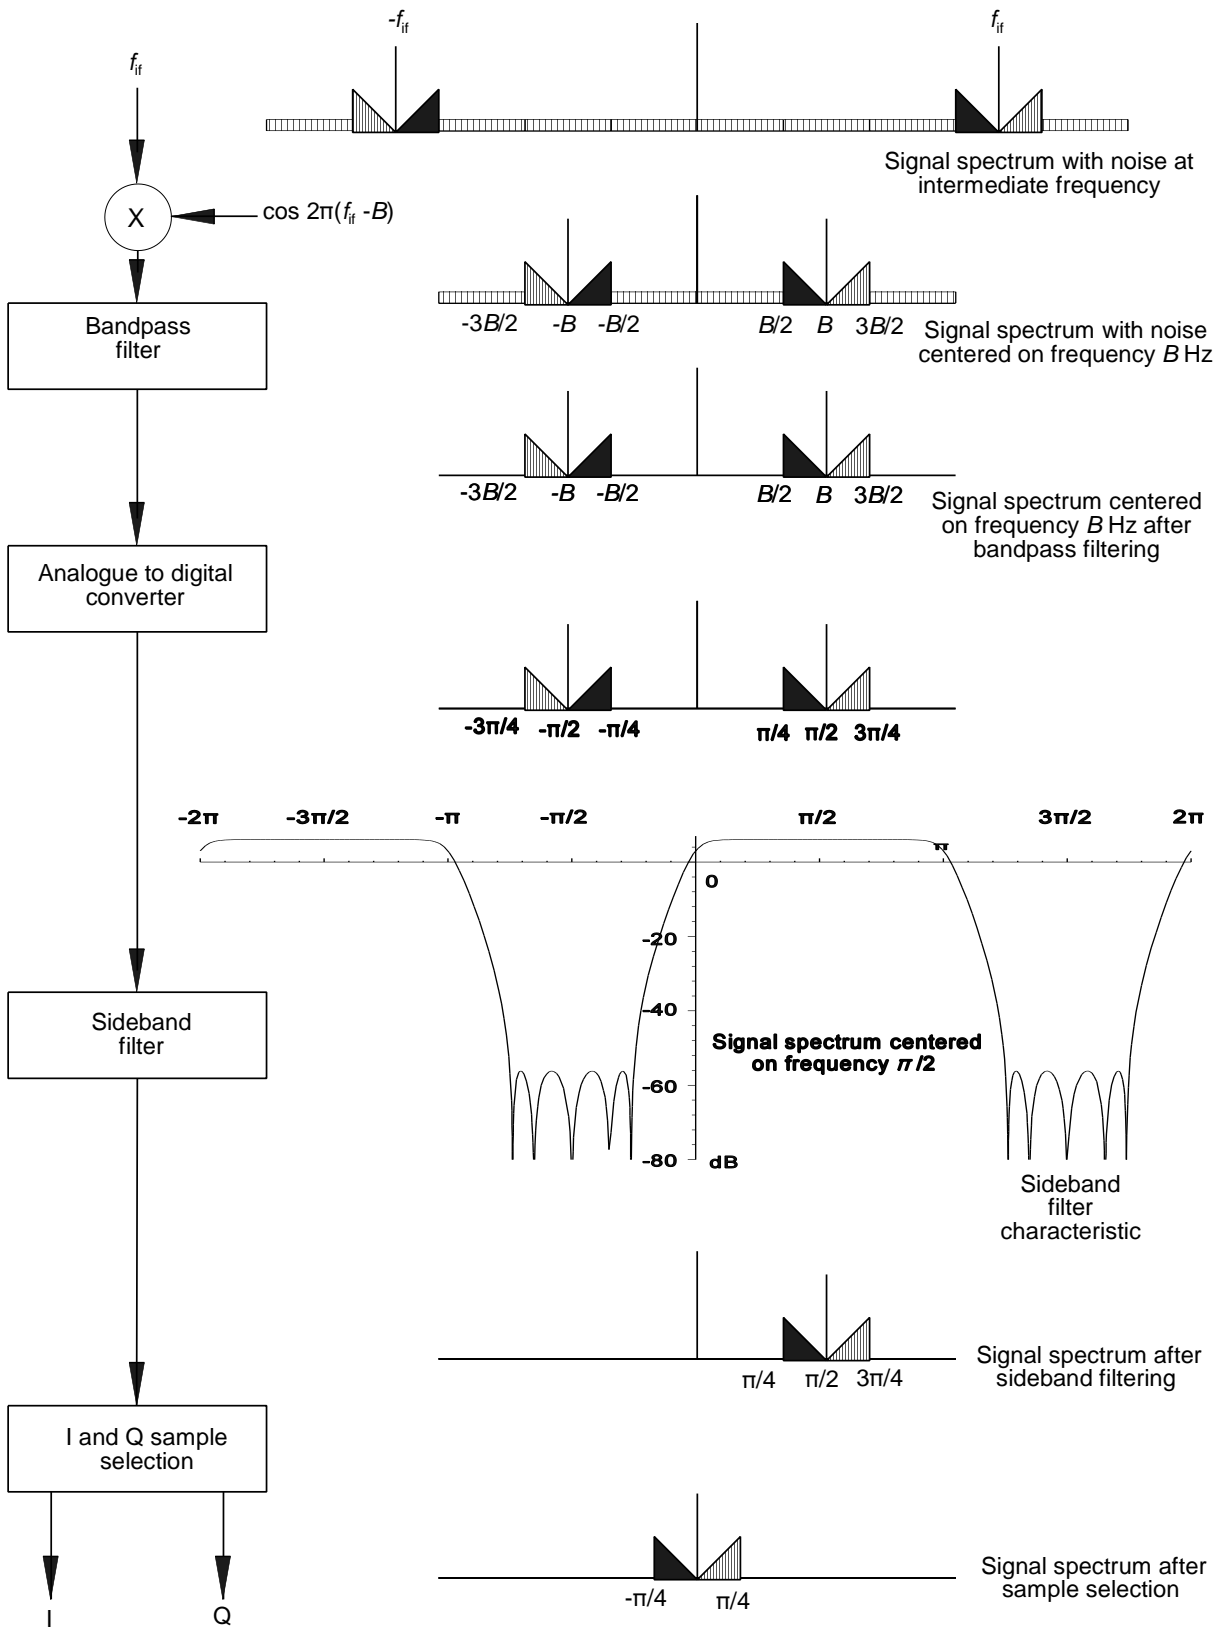 -fif
fif
fif
Signal spectrum with noise at
intermediate frequency
X
cos 2π(fif -B)
-3B/2 -B -B/2 B/2 B 3B/2
Signal spectrum with noise
centered on frequency B Hz
Bandpass
filter
-3B/2 -B -B/2 B/2 B 3B/2
Signal spectrum centered
on frequency B Hz after
bandpass filtering
Analogue to digital
converter
-3π/4 -π/2 -π/4 π/4 π/2 3π/4
-2π -3π/2 -π -π/2 π/2 π 3π/2 2π
0
-20
-40
-60
-80
dB
Signal spectrum centered
on frequency π/2
Sideband
filter
Sideband
filter
characteristic
π/4 π/2 3π/4
Signal spectrum after
sideband filtering
I and Q sample
selection
-π/4 π/4
Signal spectrum after
sample selection
I
Q